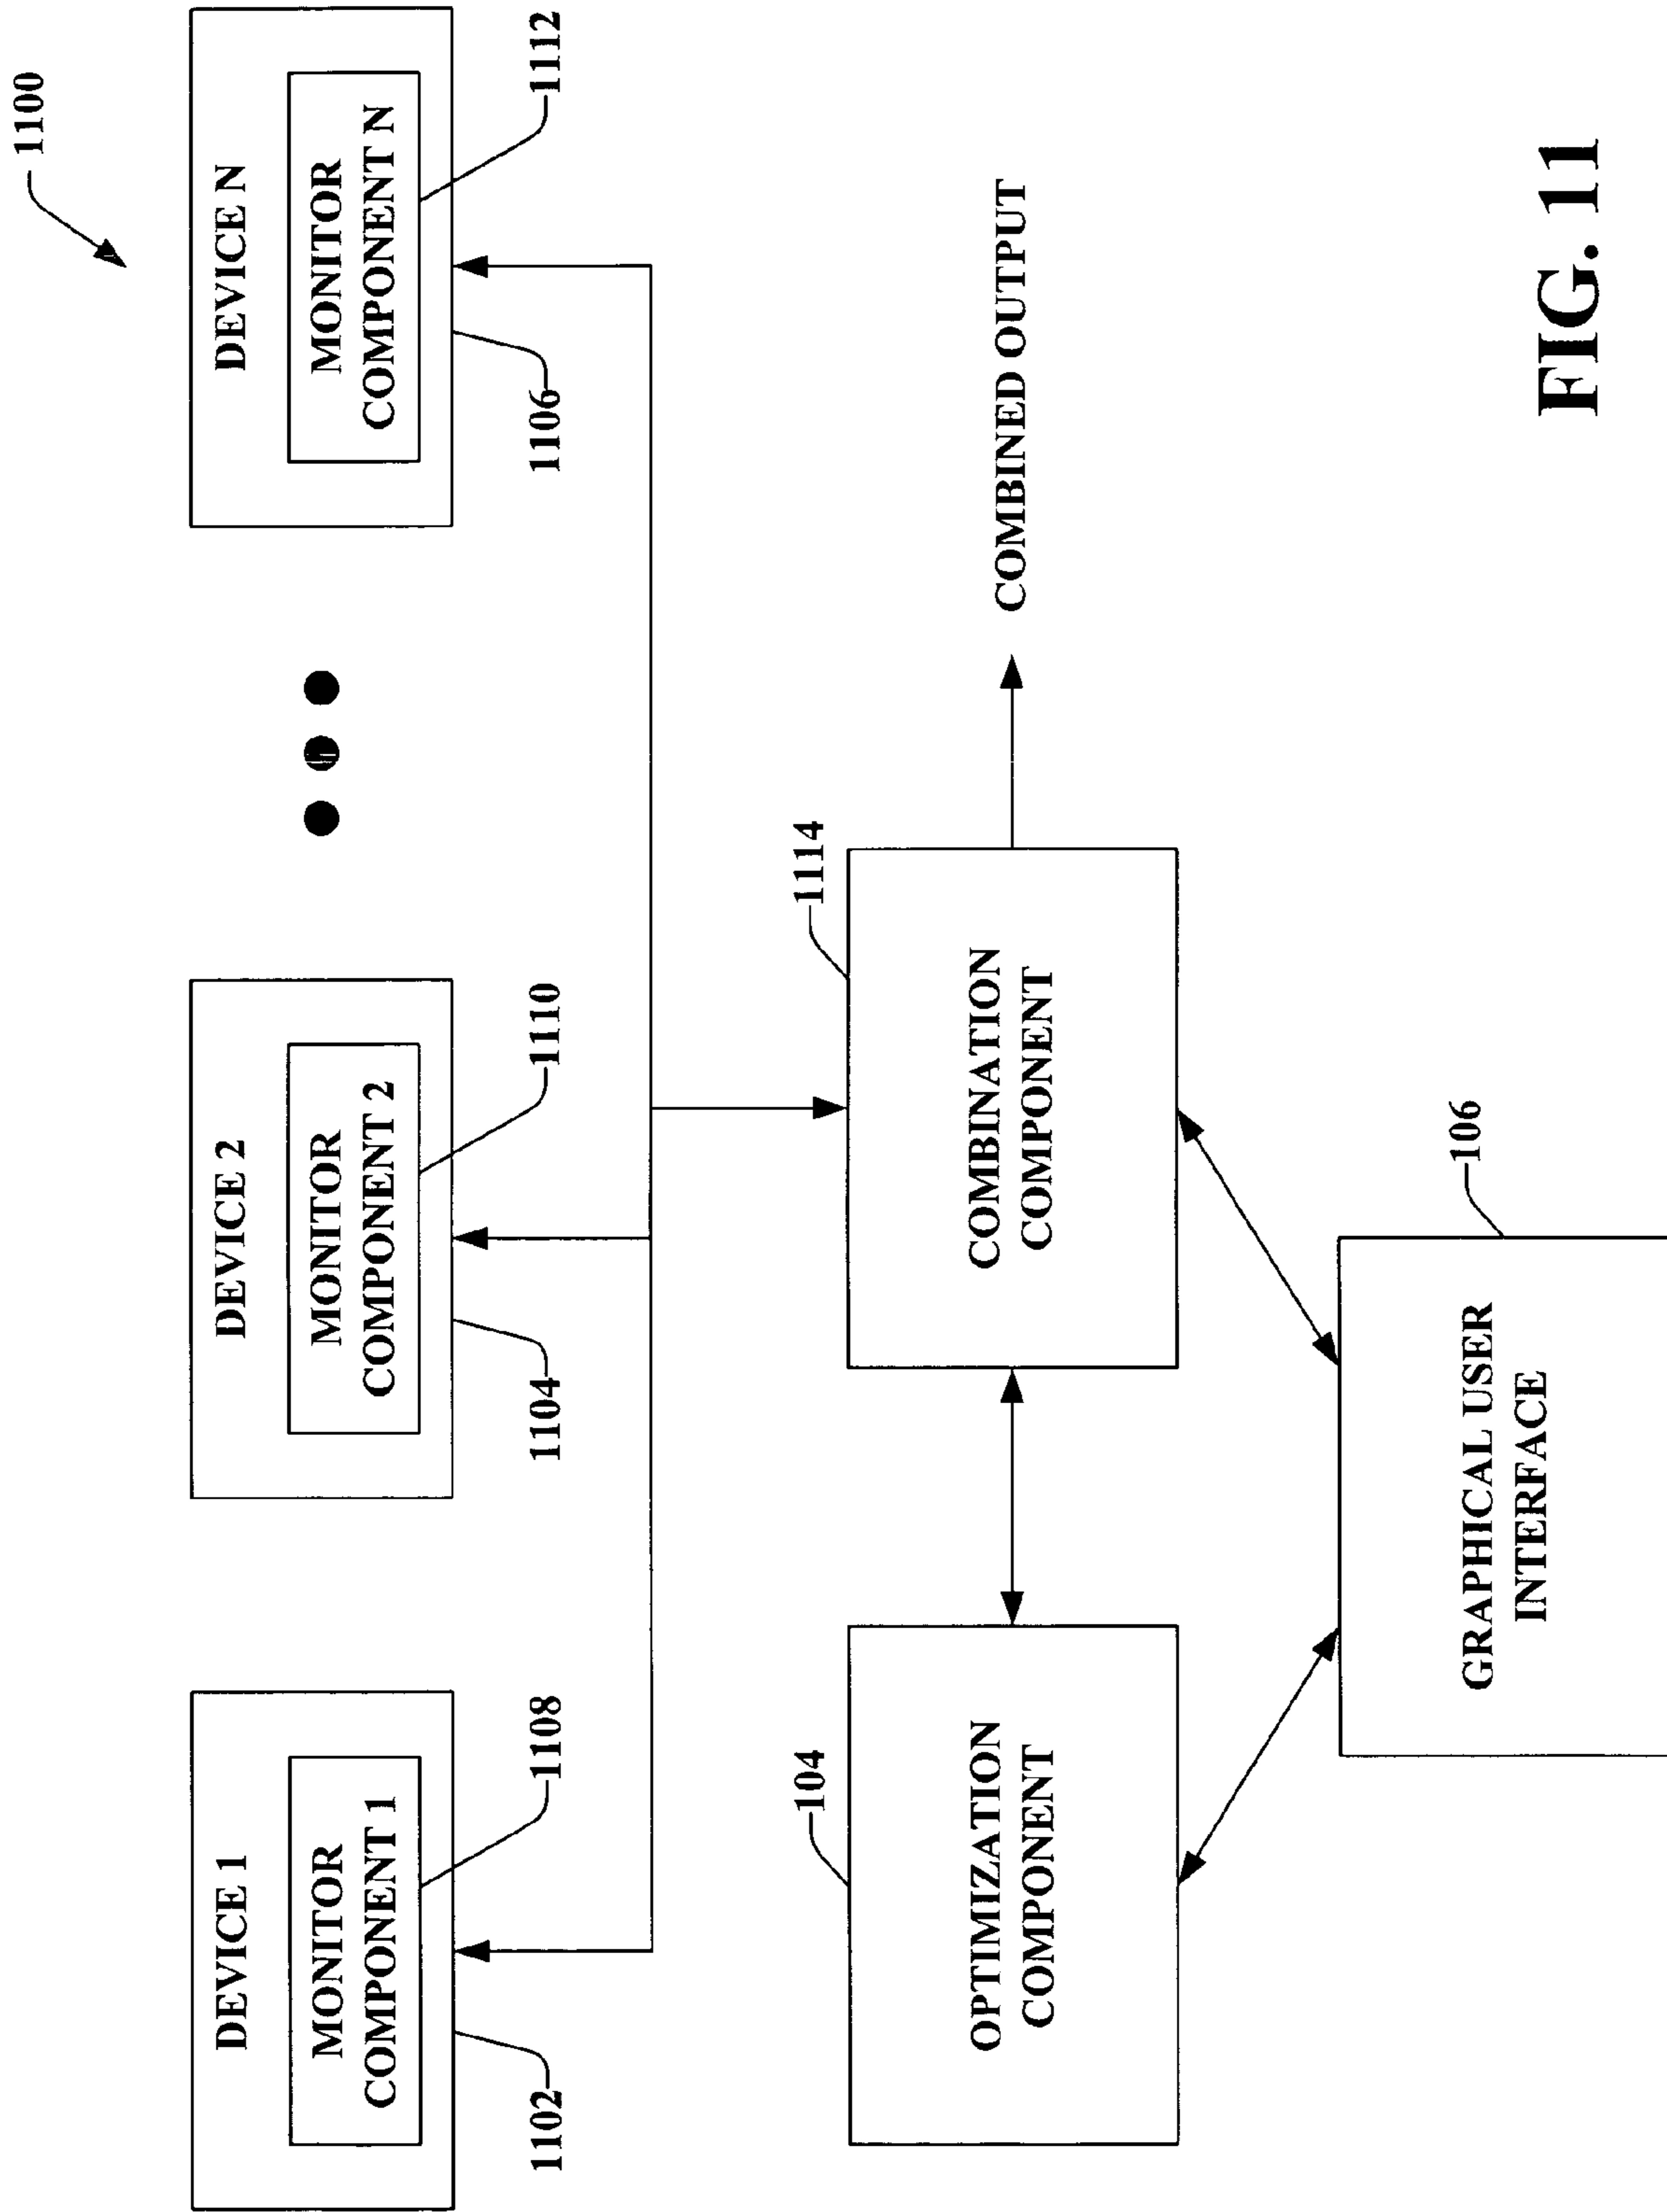 1100
DEVICE 1
MONITOR
COMPONENT 1
1102
1108
DEVICE 2
MONITOR
COMPONENT 2
1104
1110
DEVICE N
MONITOR
COMPONENT N
1106
1112
104
OPTIMIZATION
COMPONENT
1114
COMBINATION
COMPONENT
COMBINED OUTPUT
106
GRAPHICAL USER
INTERFACE
FIG. 11